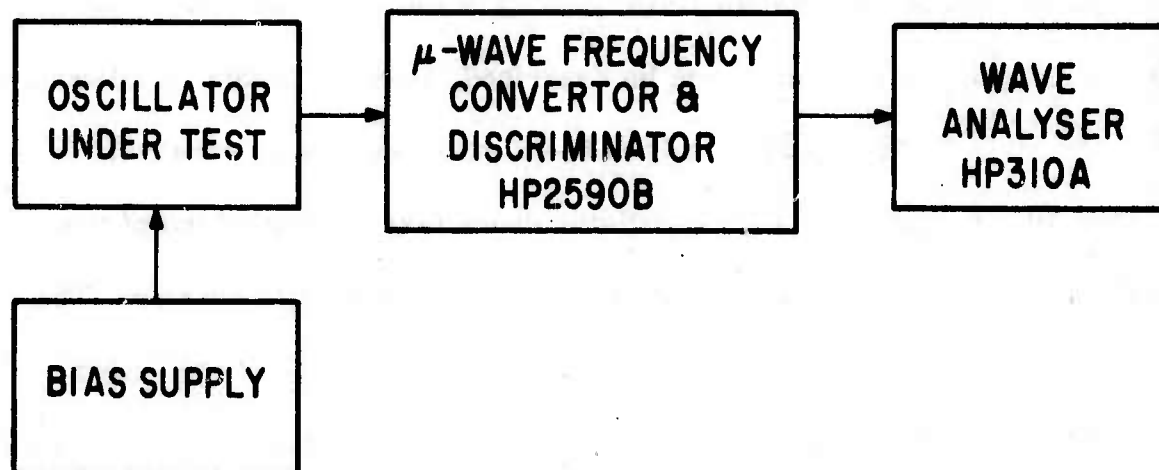 OSCILLATOR
UNDER TEST
μ-WAVE FREQUENCY
CONVERTOR &
DISCRIMINATOR
HP2590B
WAVE
ANALYSER
HP310A
BIAS SUPPLY